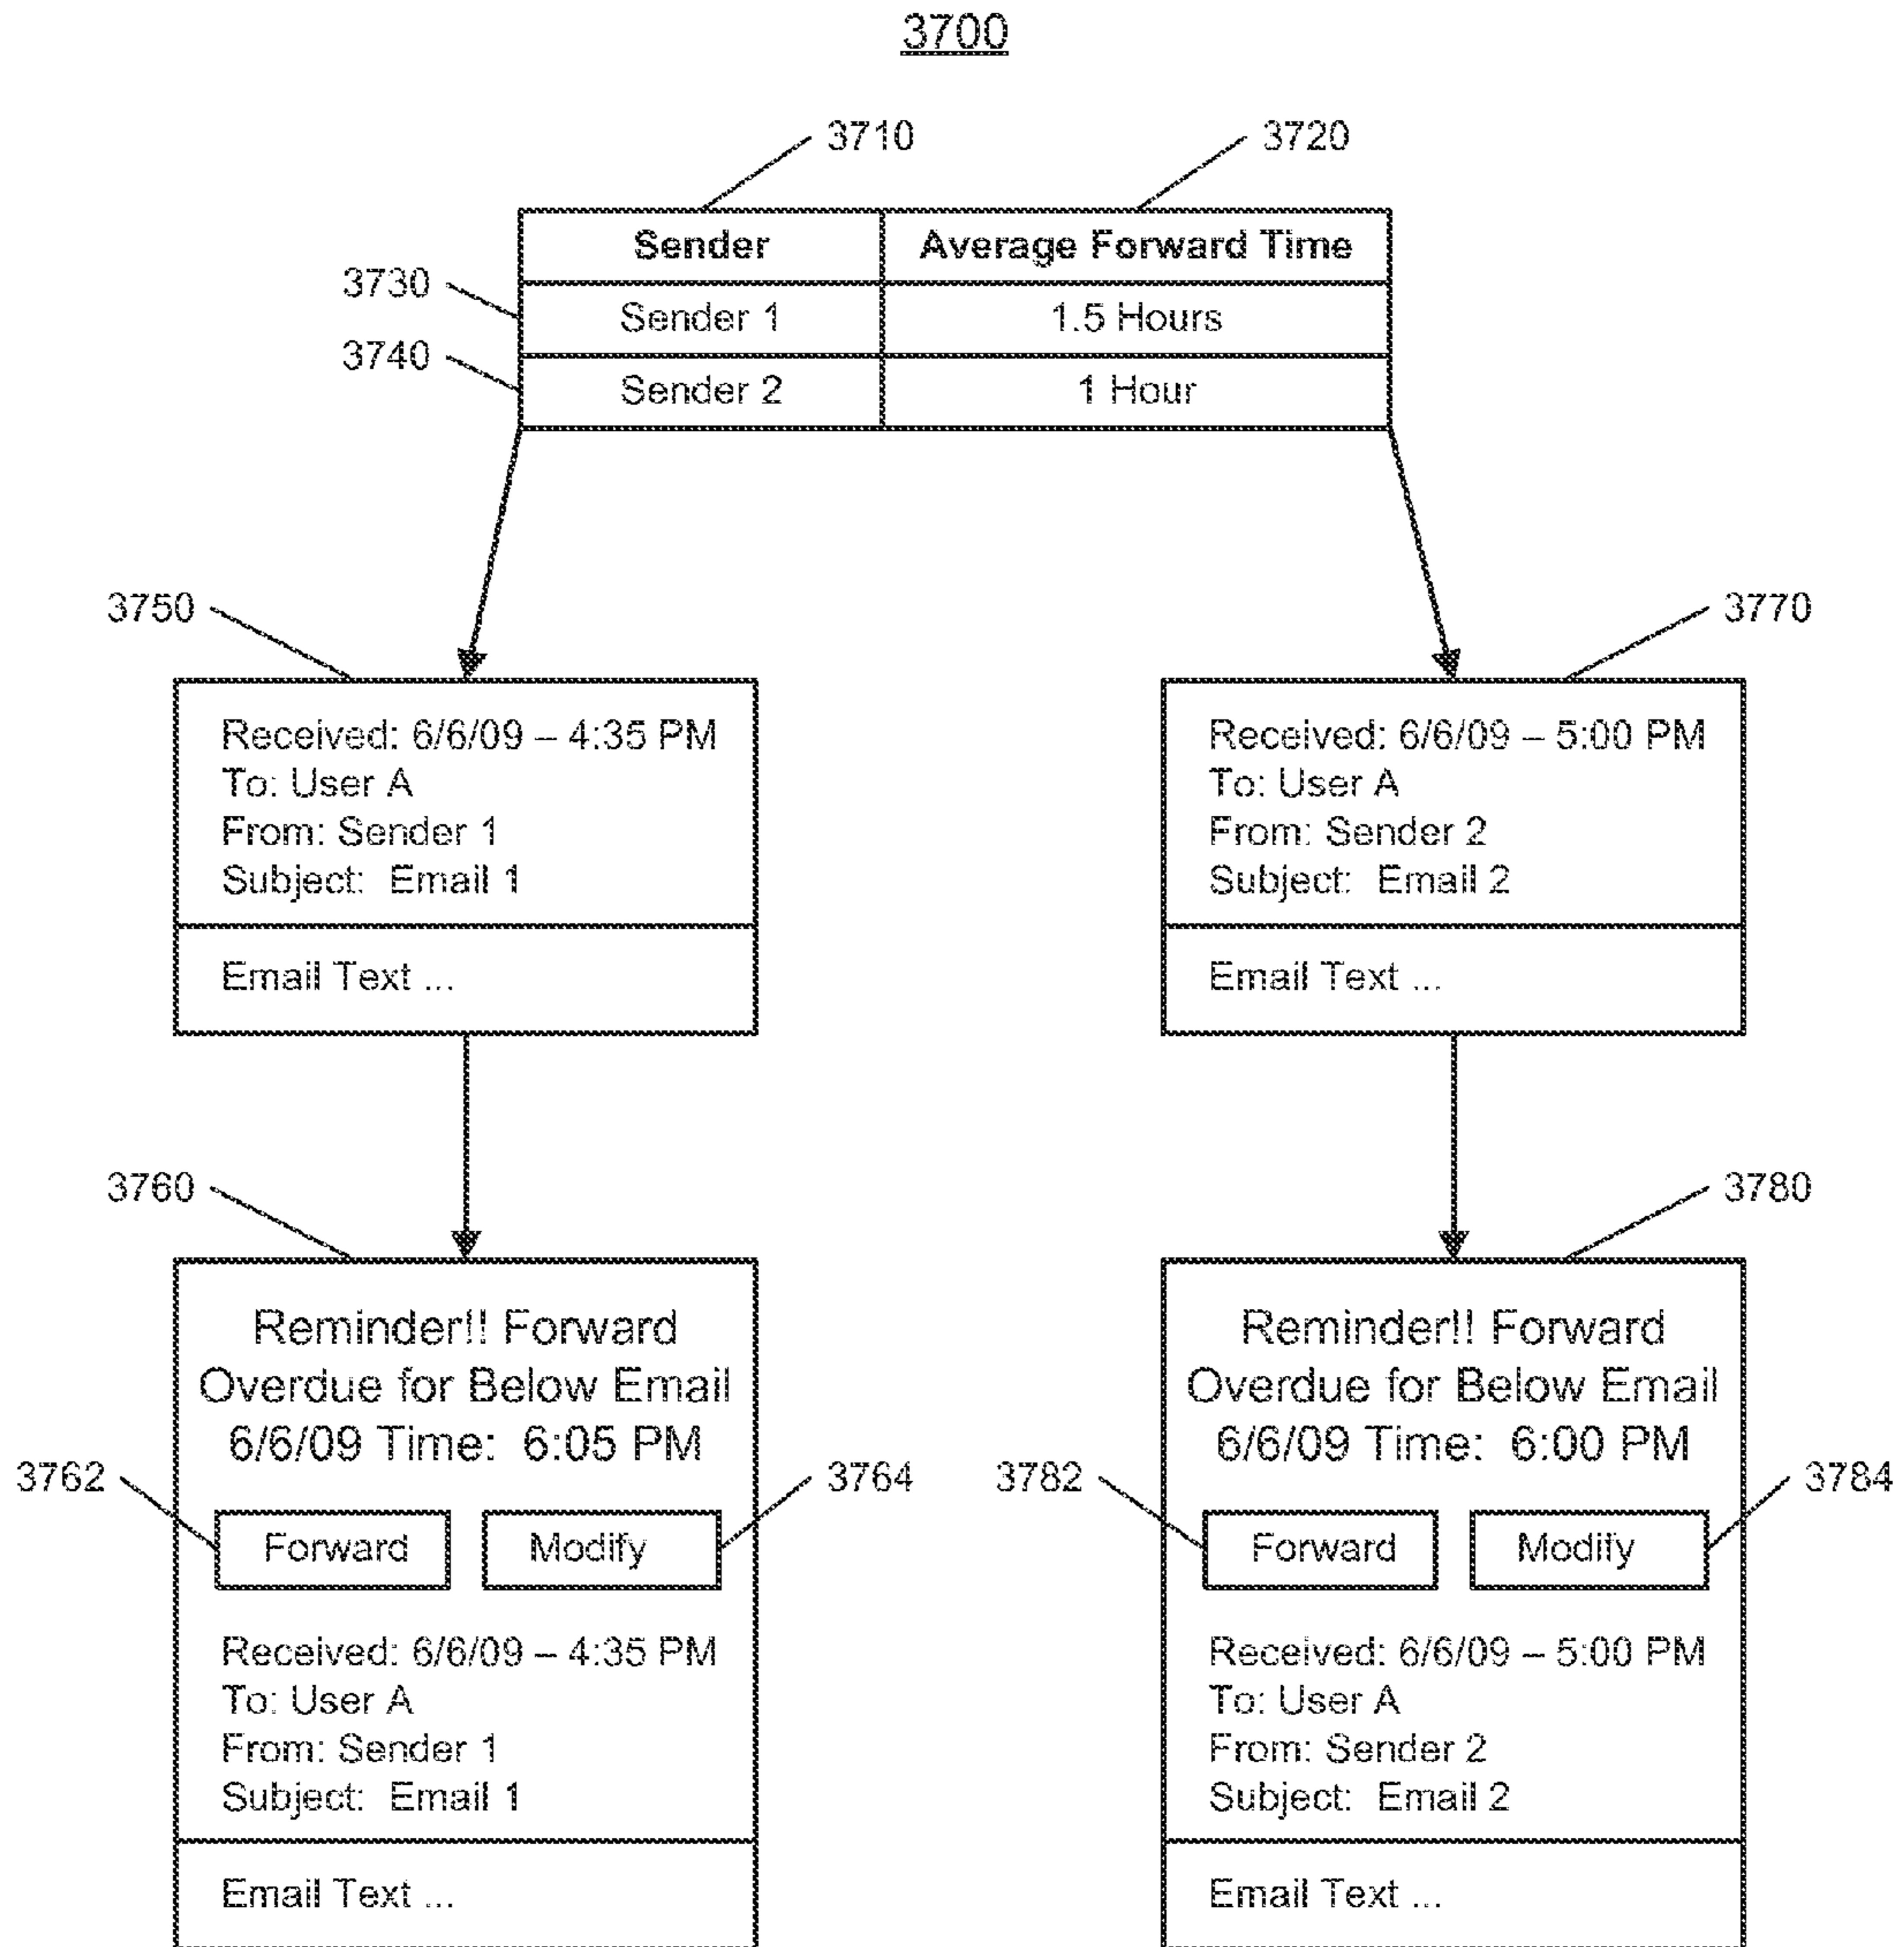 3700
3710
3720
Sender
Average Forward Time
3730
Sender 1
1.5 Hours
3740
Sender 2
1 Hour
3750
Received: 6/6/09 – 4:35 PM
To: User A
From: Sender 1
Subject: Email 1
Email Text ...
3770
Received: 6/6/09 – 5:00 PM
To: User A
From: Sender 2
Subject: Email 2
Email Text ...
3760
Reminder!! Forward
Overdue for Below Email
6/6/09 Time: 6:05 PM
3762
3764
Forward
Modify
Received: 6/6/09 – 4:35 PM
To: User A
From: Sender 1
Subject: Email 1
Email Text ...
3780
Reminder!! Forward
Overdue for Below Email
6/6/09 Time: 6:00 PM
3782
3784
Forward
Modify
Received: 6/6/09 – 5:00 PM
To: User A
From: Sender 2
Subject: Email 2
Email Text ...